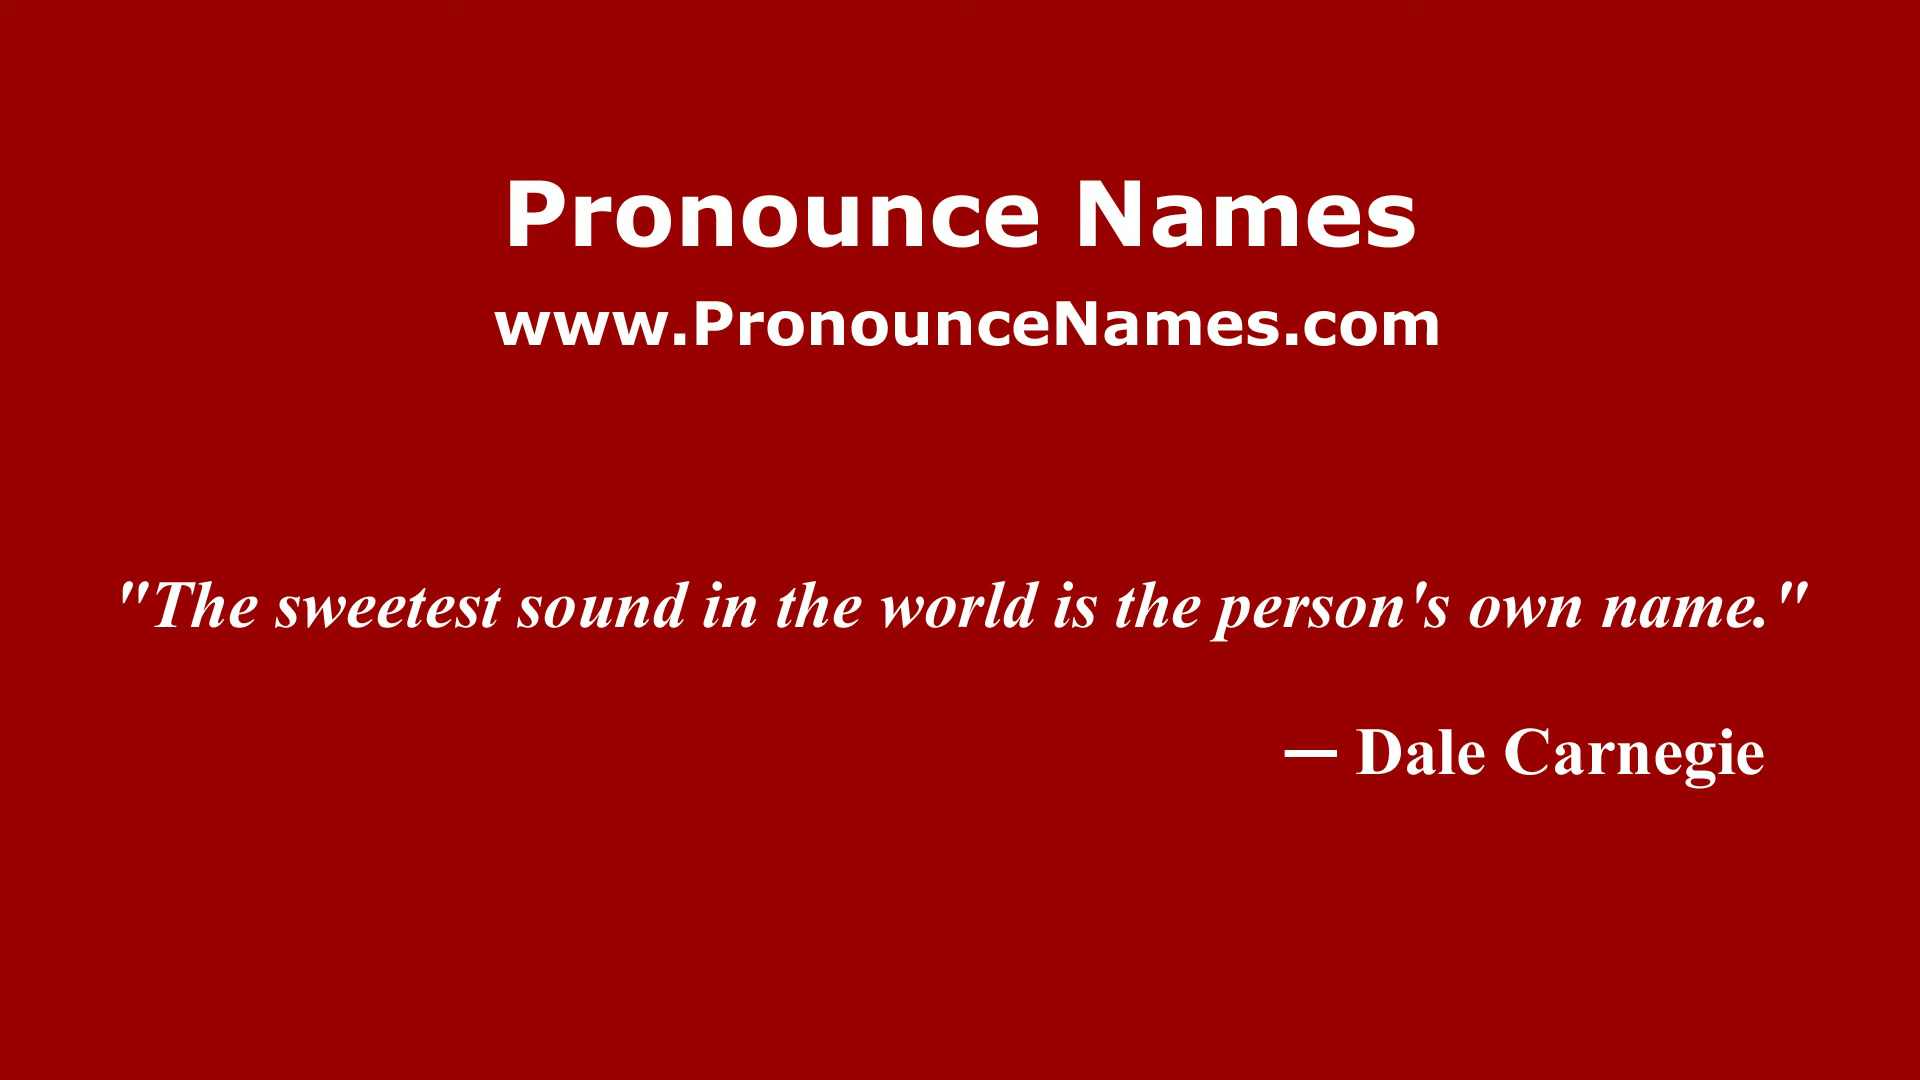 Pronounce Names
www.PronounceNames.com
"The sweetest sound in the world is the person's own name."
— Dale Carnegie